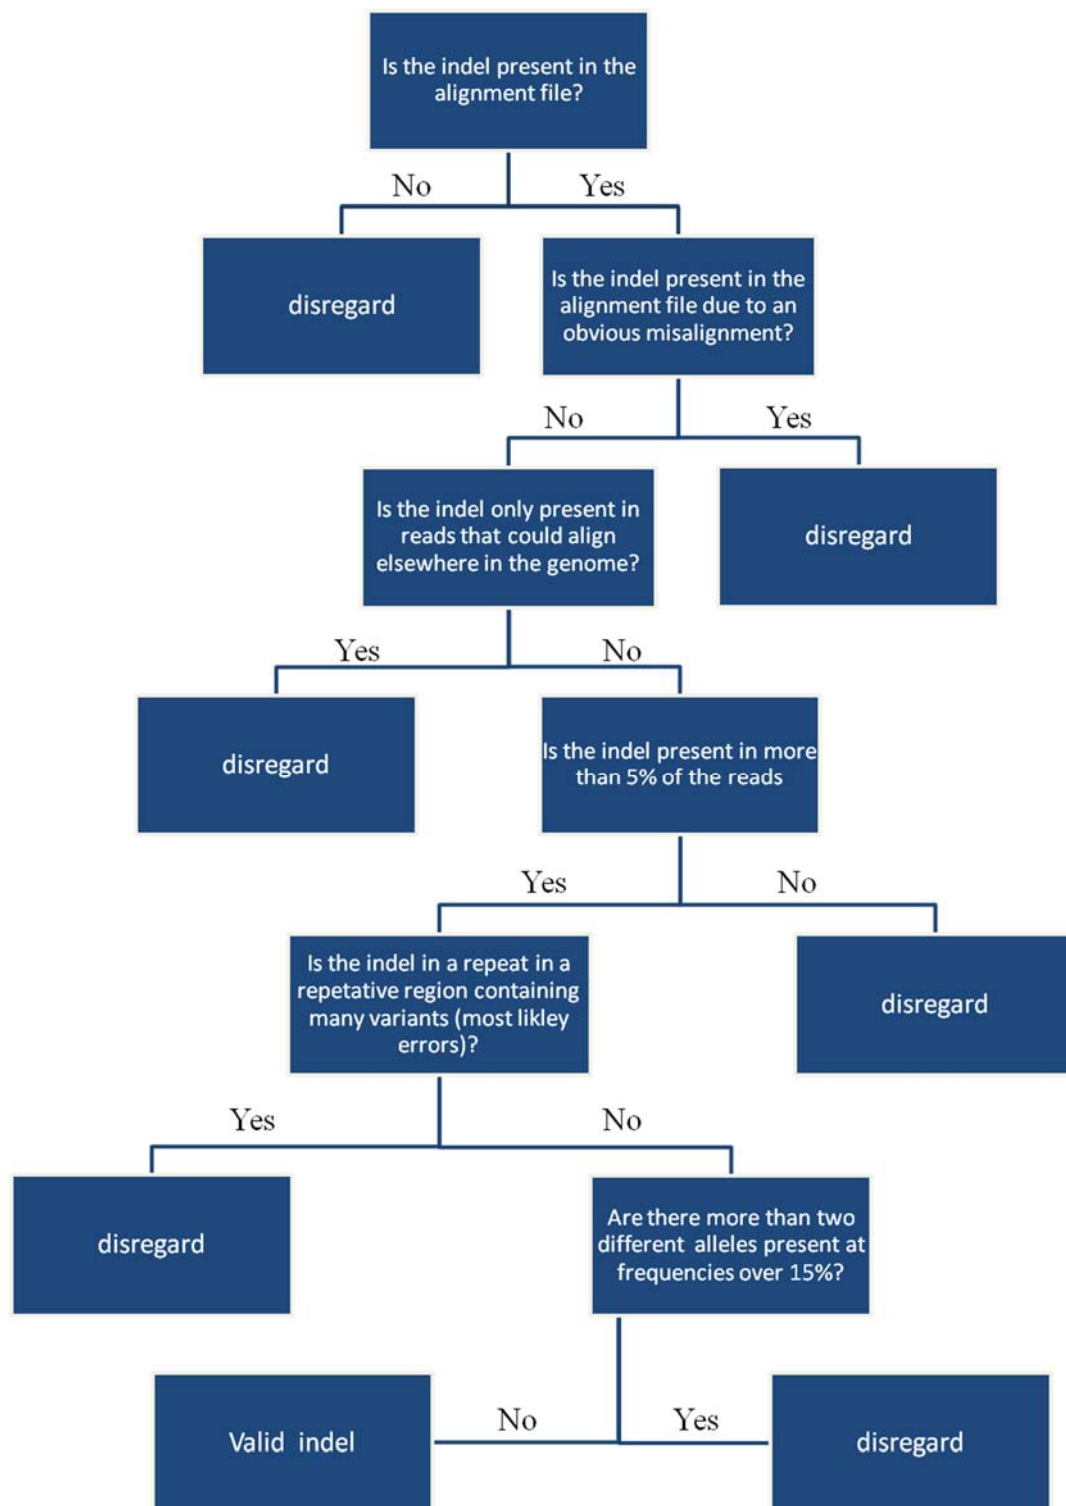 Is the indel present in the
alignment file?
No
Yes
disregard
Is the indel present in the
alignment file due to an
obvious misalignment?
No
Yes
Is the indel only present in
reads that could align
elsewhere in the genome?
disregard
Yes
No
disregard
Is the indel present in more
than 5% of the reads
Yes
No
Is the indel in a repeat in a
repetative region containing
many variants (most likley
errors)?
disregard
Yes
No
disregard
Are there more than two
different alleles present at
frequencies over 15%?
Valid indel
No
Yes
disregard